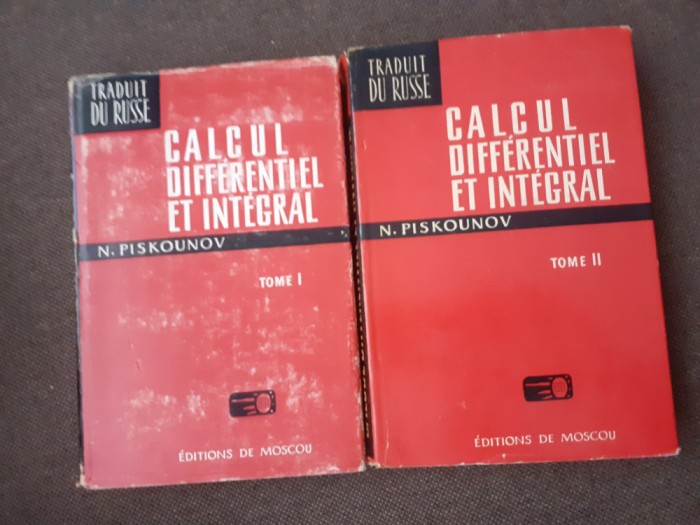 TRADUIT
DU RUSSE
CALCUL
DIFFÉRENTIEL
ET INTÉGRAL
N. PISKOUNOV
TOME I
ÉDITIONS DE MOSCOU
TRADUIT
DU RUSSE
CALCUL
DIFFÉRENTIEL
ET INTÉGRAL
N. PISKOUNOV
TOME II
ÉDITIONS DE MOSCOU